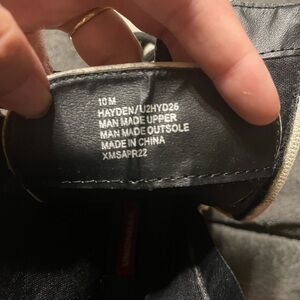 10 M
HAYDEN/U2HYD26
MAN MADE UPPER
MAN MADE OUTSOLE
MADE IN CHINA
XMSAPR22